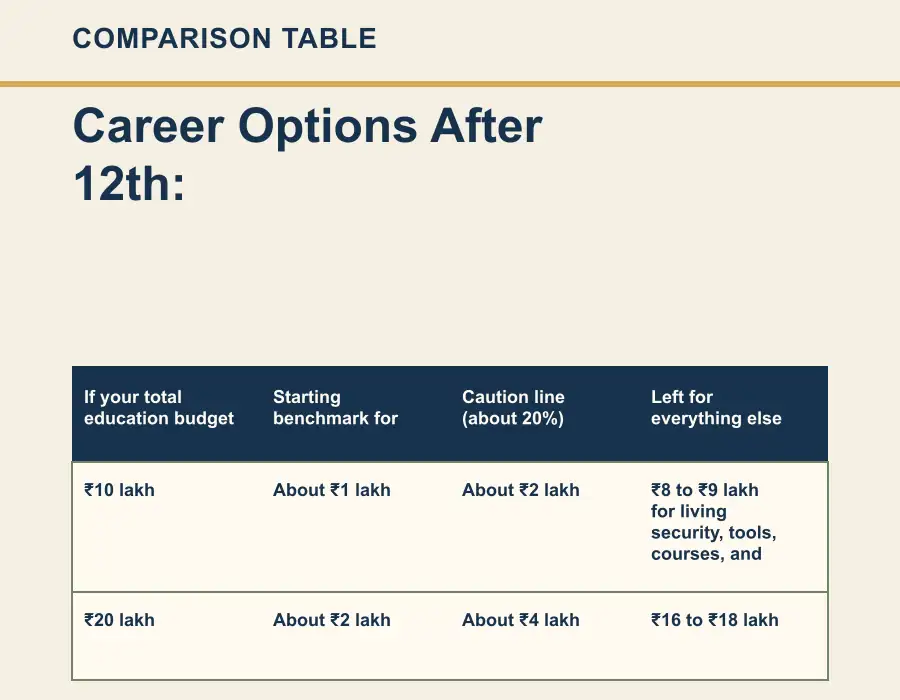 COMPARISON TABLE
Career Options After
12th:
If your total
education budget
Starting
benchmark for
Caution line
(about 20%)
Left for
everything else
₹10 lakh
About ₹1 lakh
About ₹2 lakh
₹8 to ₹9 lakh
for living
security, tools,
courses, and
₹20 lakh
About ₹2 lakh
About ₹4 lakh
₹16 to ₹18 lakh